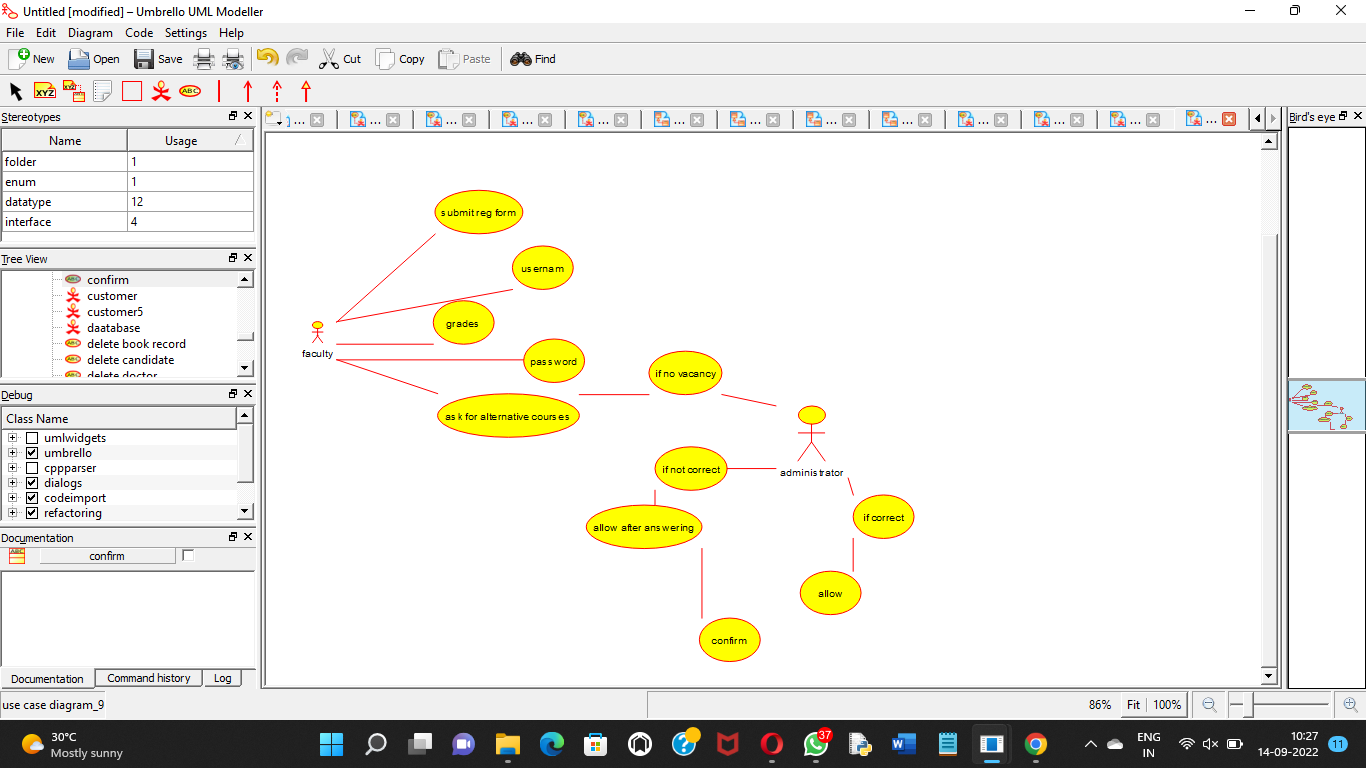 Untitled [modified] – Umbrello UML Modeller
File Edit Diagram Code Settings Help
New Open Save Cut Copy Paste Find
XYZ XYZ ABC
Stereotypes
Name Usage
folder 1
enum 1
datatype 12
interface 4
Tree View
confirm
customer
customer5
daatabase
delete book record
delete candidate
delete doctor
Debug
Class Name
umlwidgets
umbrello
cppparser
dialogs
codeimport
refactoring
Documentation
confirm
Documentation Command history Log
... ... ... ... ... ... ... ... ... ... ... ... ...
Bird's eye
submit reg form
usernam
grades
faculty
password
if no vacancy
ask for alternative courses
administrator
if not correct
if correct
allow after answering
allow
confirm
use case diagram_9
86% Fit 100%
30°C
Mostly sunny
37
ENG
IN
10:27
14-09-2022
11